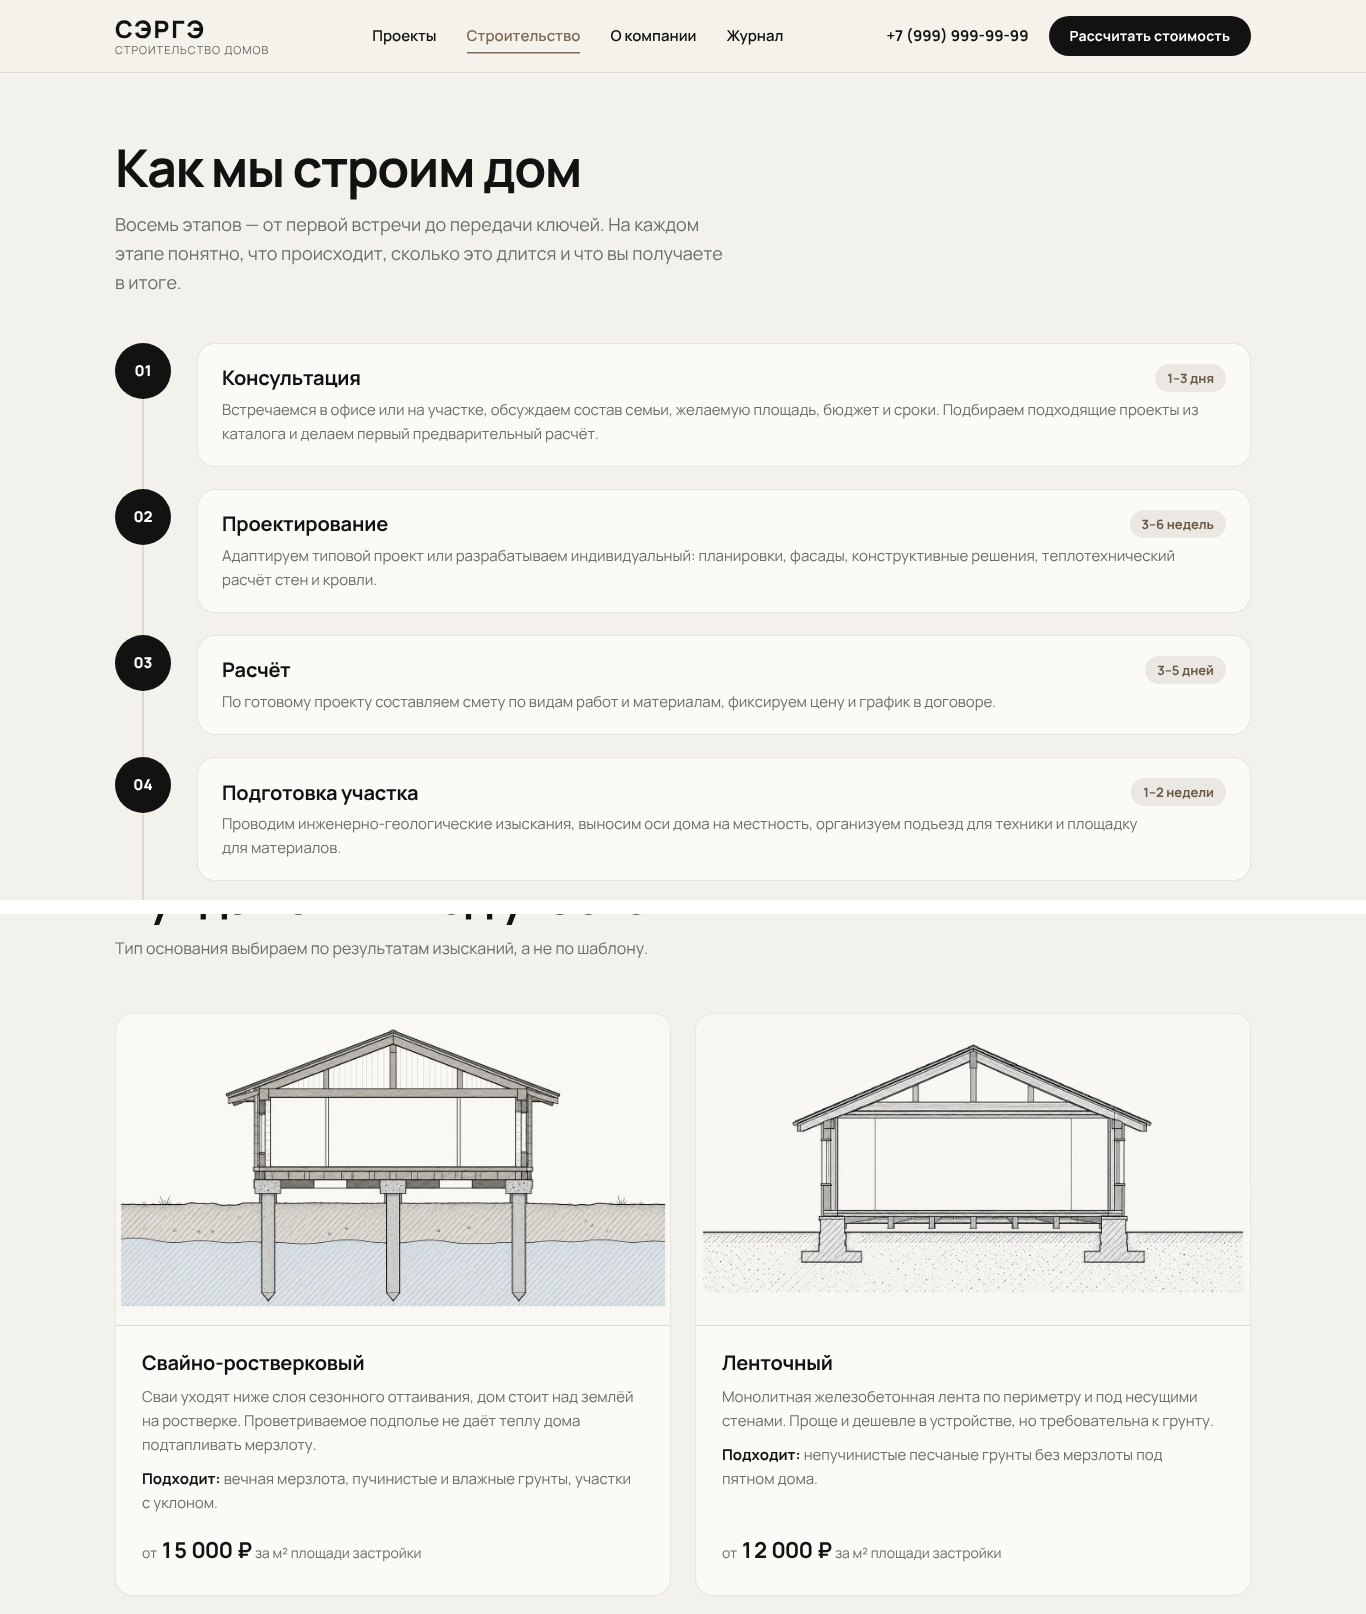 СЭРГЭ
СТРОИТЕЛЬСТВО ДОМОВ
Проекты
Строительство
О компании
Журнал
+7 (999) 999-99-99
Рассчитать стоимость
Как мы строим дом
Восемь этапов — от первой встречи до передачи ключей. На каждом
этапе понятно, что происходит, сколько это длится и что вы получаете
в итоге.
01
Консультация
1–3 дня
Встречаемся в офисе или на участке, обсуждаем состав семьи, желаемую площадь, бюджет и сроки. Подбираем подходящие проекты из
каталога и делаем первый предварительный расчёт.
02
Проектирование
3–6 недель
Адаптируем типовой проект или разрабатываем индивидуальный: планировки, фасады, конструктивные решения, теплотехнический
расчёт стен и кровли.
03
Расчёт
3–5 дней
По готовому проекту составляем смету по видам работ и материалам, фиксируем цену и график в договоре.
04
Подготовка участка
1–2 недели
Проводим инженерно-геологические изыскания, выносим оси дома на местность, организуем подъезд для техники и площадку
для материалов.
Тип основания выбираем по результатам изысканий, а не по шаблону.
Свайно-ростверковый
Сваи уходят ниже слоя сезонного оттаивания, дом стоит над землёй
на ростверке. Проветриваемое подполье не даёт теплу дома
подтапливать мерзлоту.
Подходит: вечная мерзлота, пучинистые и влажные грунты, участки
с уклоном.
от 15 000 ₽ за м² площади застройки
Ленточный
Монолитная железобетонная лента по периметру и под несущими
стенами. Проще и дешевле в устройстве, но требовательна к грунту.
Подходит: непучинистые песчаные грунты без мерзлоты под
пятном дома.
от 12 000 ₽ за м² площади застройки